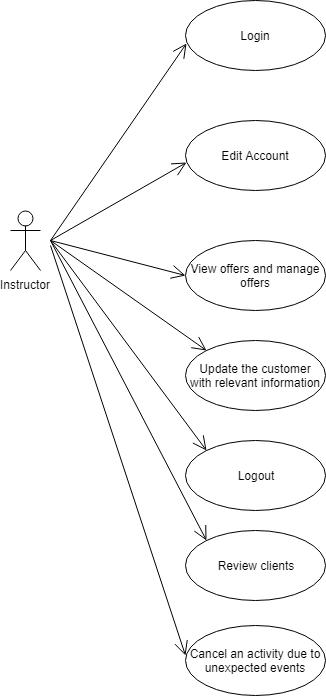 Login
Edit Account
Instructor
View offers and manage
offers
Update the customer
with relevant information
Logout
Review clients
Cancel an activity due to
unexpected events